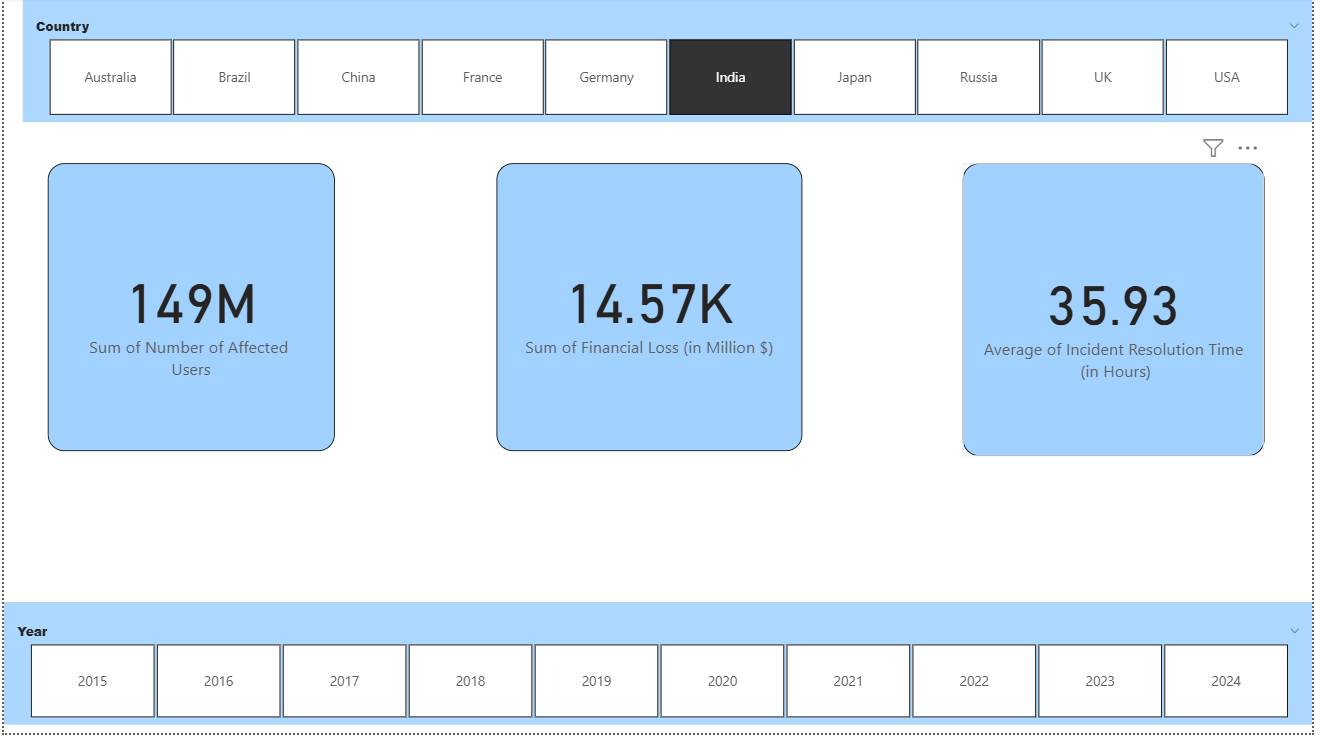 Country
Australia
Brazil
China
France
Germany
India
Japan
Russia
UK
USA
149M
Sum of Number of Affected
Users
14.57K
Sum of Financial Loss (in Million $)
35.93
Average of Incident Resolution Time
(in Hours)
Year
2015
2016
2017
2018
2019
2020
2021
2022
2023
2024